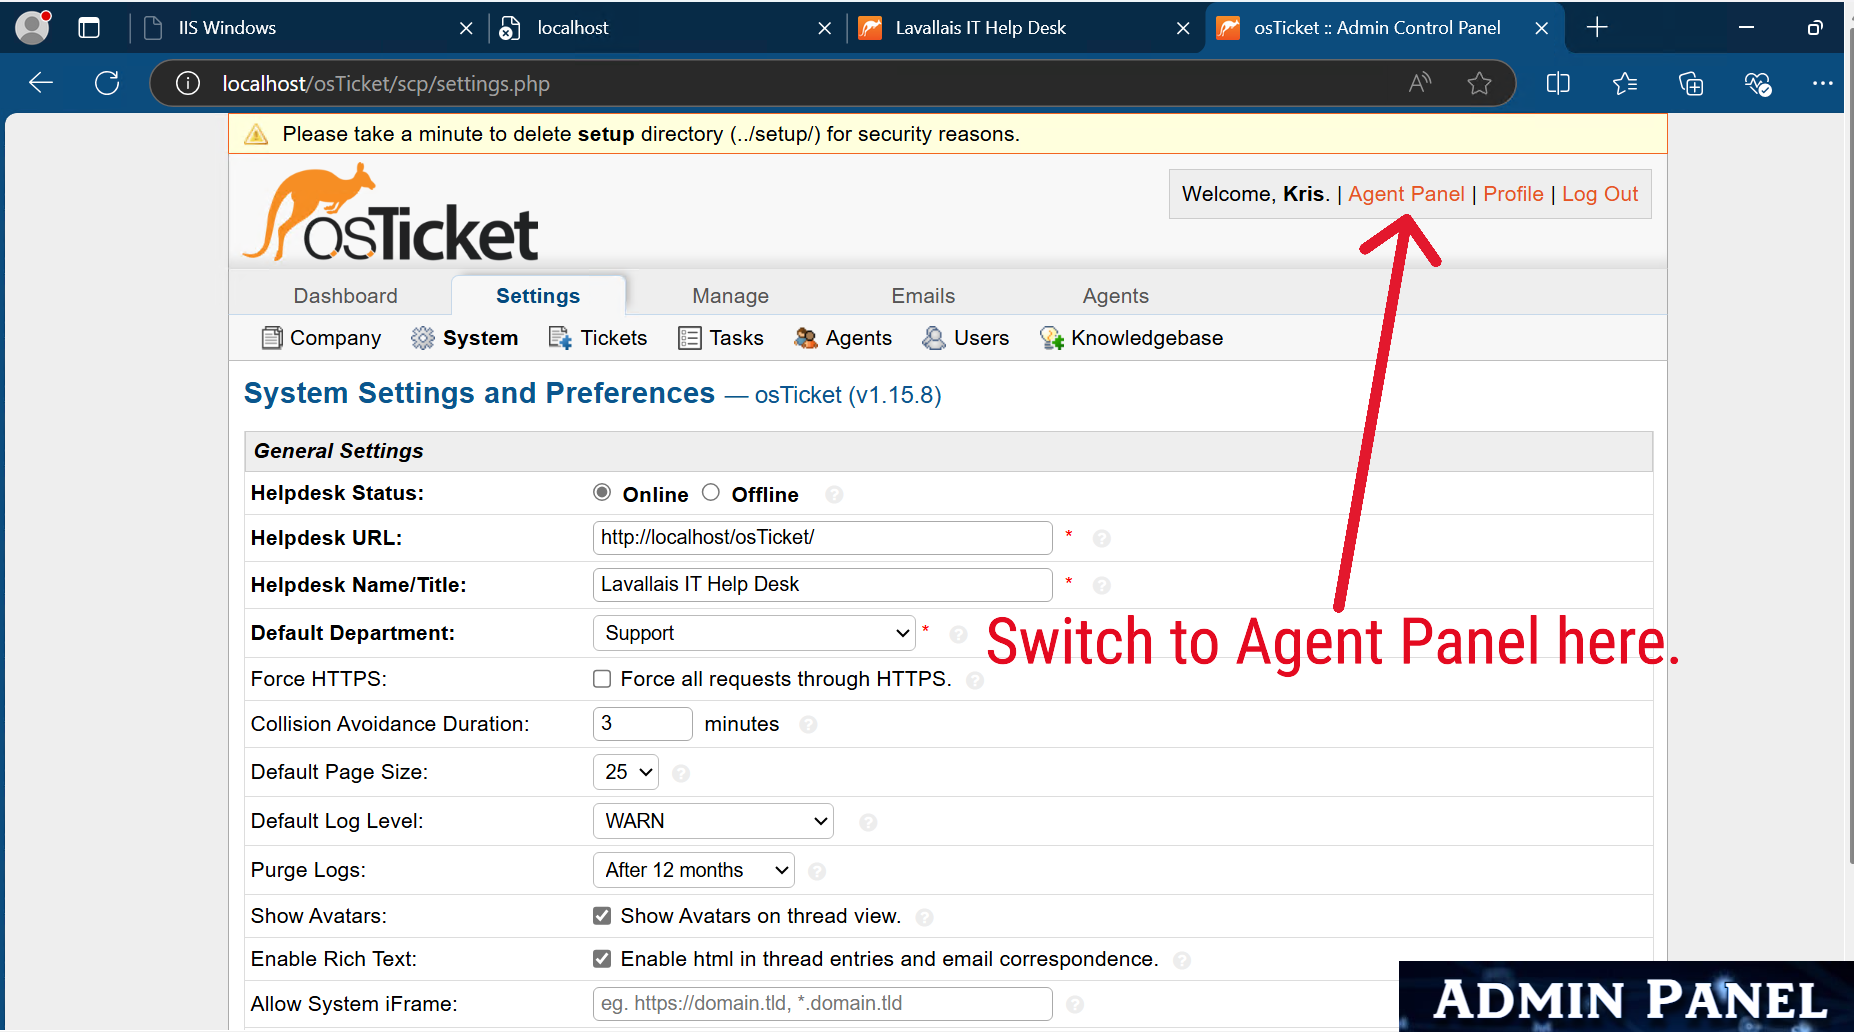 IIS Windows
localhost
Lavallais IT Help Desk
osTicket :: Admin Control Panel
localhost/osTicket/scp/settings.php
Please take a minute to delete setup directory (../setup/) for security reasons.
osTicket
Welcome, Kris. | Agent Panel | Profile | Log Out
Dashboard
Settings
Manage
Emails
Agents
Company
System
Tickets
Tasks
Agents
Users
Knowledgebase
System Settings and Preferences — osTicket (v1.15.8)
General Settings
Helpdesk Status: Online Offline
Helpdesk URL: http://localhost/osTicket/ *
Helpdesk Name/Title: Lavallais IT Help Desk *
Default Department: Support *
Switch to Agent Panel here.
Force HTTPS: Force all requests through HTTPS.
Collision Avoidance Duration: 3 minutes
Default Page Size: 25
Default Log Level: WARN
Purge Logs: After 12 months
Show Avatars: Show Avatars on thread view.
Enable Rich Text: Enable html in thread entries and email correspondence.
Allow System iFrame: eg. https://domain.tld, *.domain.tld
ADMIN PANEL